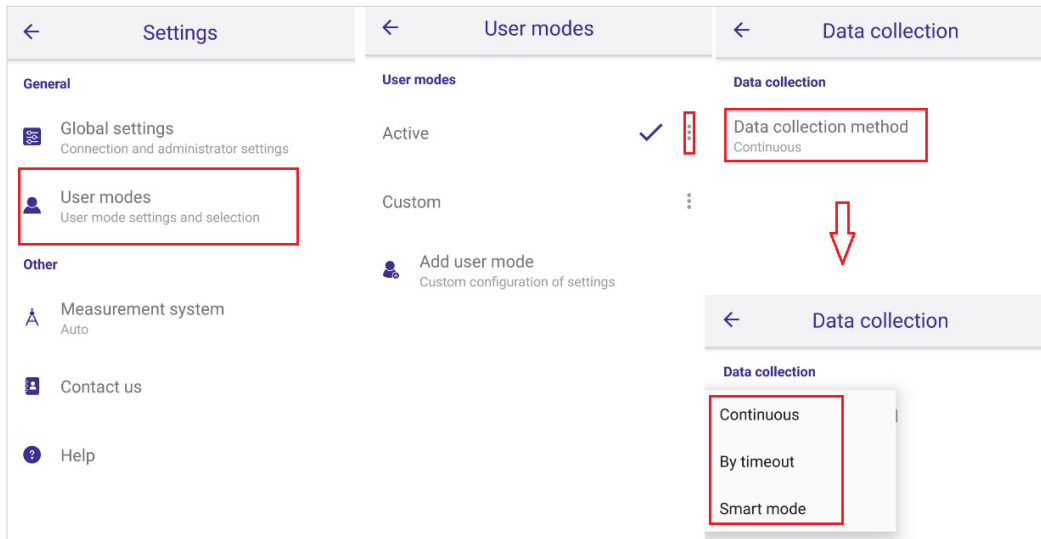 Settings
General
Global settings
Connection and administrator settings
User modes
User mode settings and selection
Other
Measurement system
Auto
Contact us
Help
User modes
User modes
Active
Custom
Add user mode
Custom configuration of settings
Data collection
Data collection
Data collection method
Continuous
Data collection
Data collection
Continuous
By timeout
Smart mode